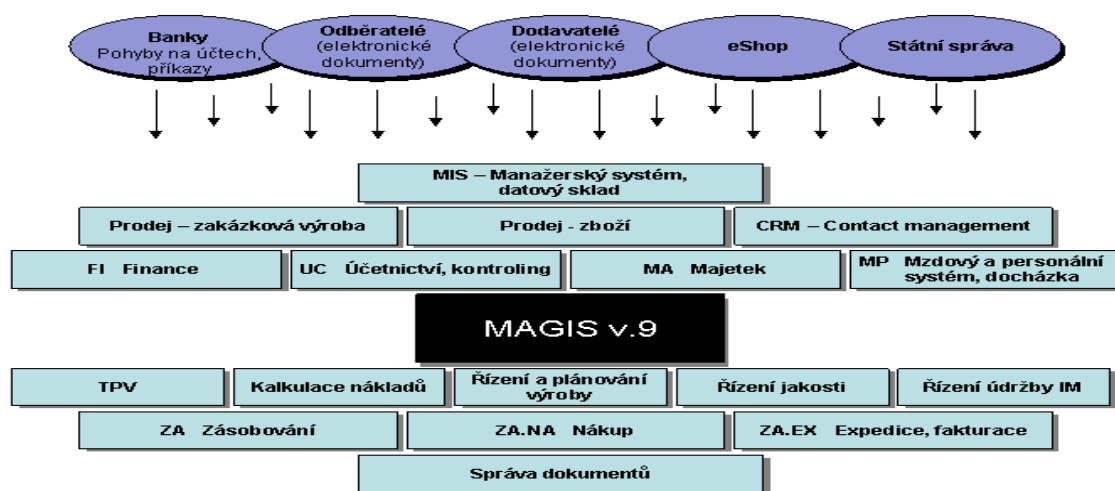 Banky
Pohyby na účtech,
příkazy
Odběratelé
(elektronické
dokumenty)
Dodavatelé
(elektronické
dokumenty)
eShop
Státní správa
MIS – Manažerský systém,
datový sklad
Prodej – zakázková výroba
Prodej - zboží
CRM – Contact management
FI Finance
UC Účetnictví, kontroling
MA Majetek
MP Mzdový a personální
systém, docházka
MAGIS v.9
TPV
Kalkulace nákladů
Řízení a plánování
výroby
Řízení jakosti
Řízení údržby IM
ZA Zásobování
ZA.NA Nákup
ZA.EX Expedice, fakturace
Správa dokumentů